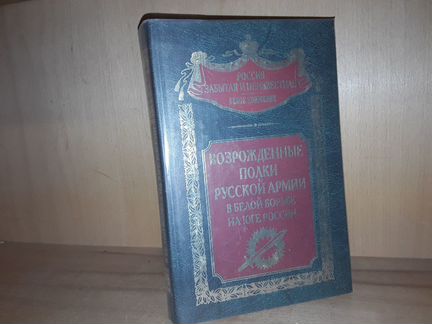 РОССИЯ
ЗАБЫТАЯ И НЕИЗВЕСТНАЯ
БЕЛОЕ ДВИЖЕНИЕ
ВОЗРОЖДЕННЫЕ
ПОЛКИ
РУССКОЙ АРМИИ
В БЕЛОЙ БОРЬБЕ
НА ЮГЕ РОССИИ